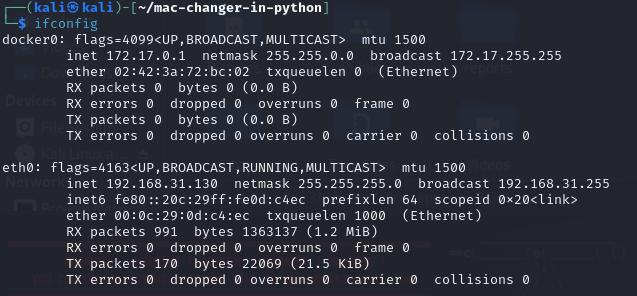 (kali㉿kali)-[~/mac-changer-in-python]
$ ifconfig
docker0: flags=4099<UP,BROADCAST,MULTICAST>  mtu 1500
        inet 172.17.0.1  netmask 255.255.0.0  broadcast 172.17.255.255
        ether 02:42:3a:72:bc:02  txqueuelen 0  (Ethernet)
        RX packets 0  bytes 0 (0.0 B)
        RX errors 0  dropped 0  overruns 0  frame 0
        TX packets 0  bytes 0 (0.0 B)
        TX errors 0  dropped 0 overruns 0  carrier 0  collisions 0

eth0: flags=4163<UP,BROADCAST,RUNNING,MULTICAST>  mtu 1500
        inet 192.168.31.130  netmask 255.255.255.0  broadcast 192.168.31.255
        inet6 fe80::20c:29ff:fe0d:c4ec  prefixlen 64  scopeid 0×20<link>
        ether 00:0c:29:0d:c4:ec  txqueuelen 1000  (Ethernet)
        RX packets 991  bytes 1363137 (1.2 MiB)
        RX errors 0  dropped 0  overruns 0  frame 0
        TX packets 170  bytes 22069 (21.5 KiB)
        TX errors 0  dropped 0 overruns 0  carrier 0  collisions 0